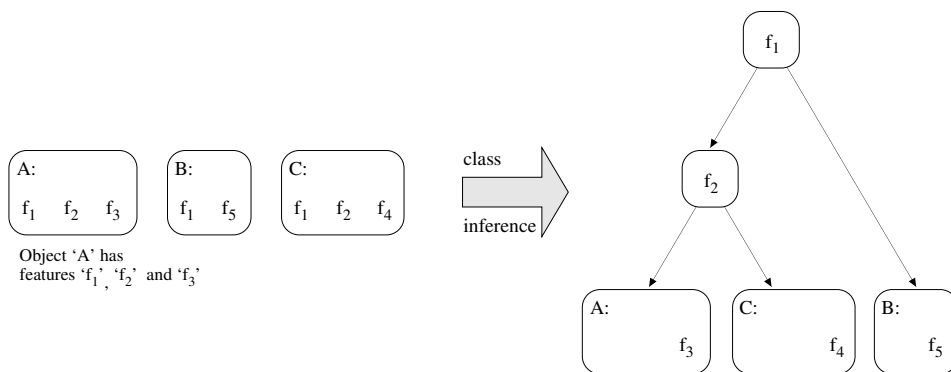 A:
f₁ f₂ f₃
B:
f₁ f₅
C:
f₁ f₂ f₄
Object ‘A’ has
features ‘f₁’, ‘f₂’ and ‘f₃’
class
inference
f₁
f₂
A:
f₃
C:
f₄
B:
f₅